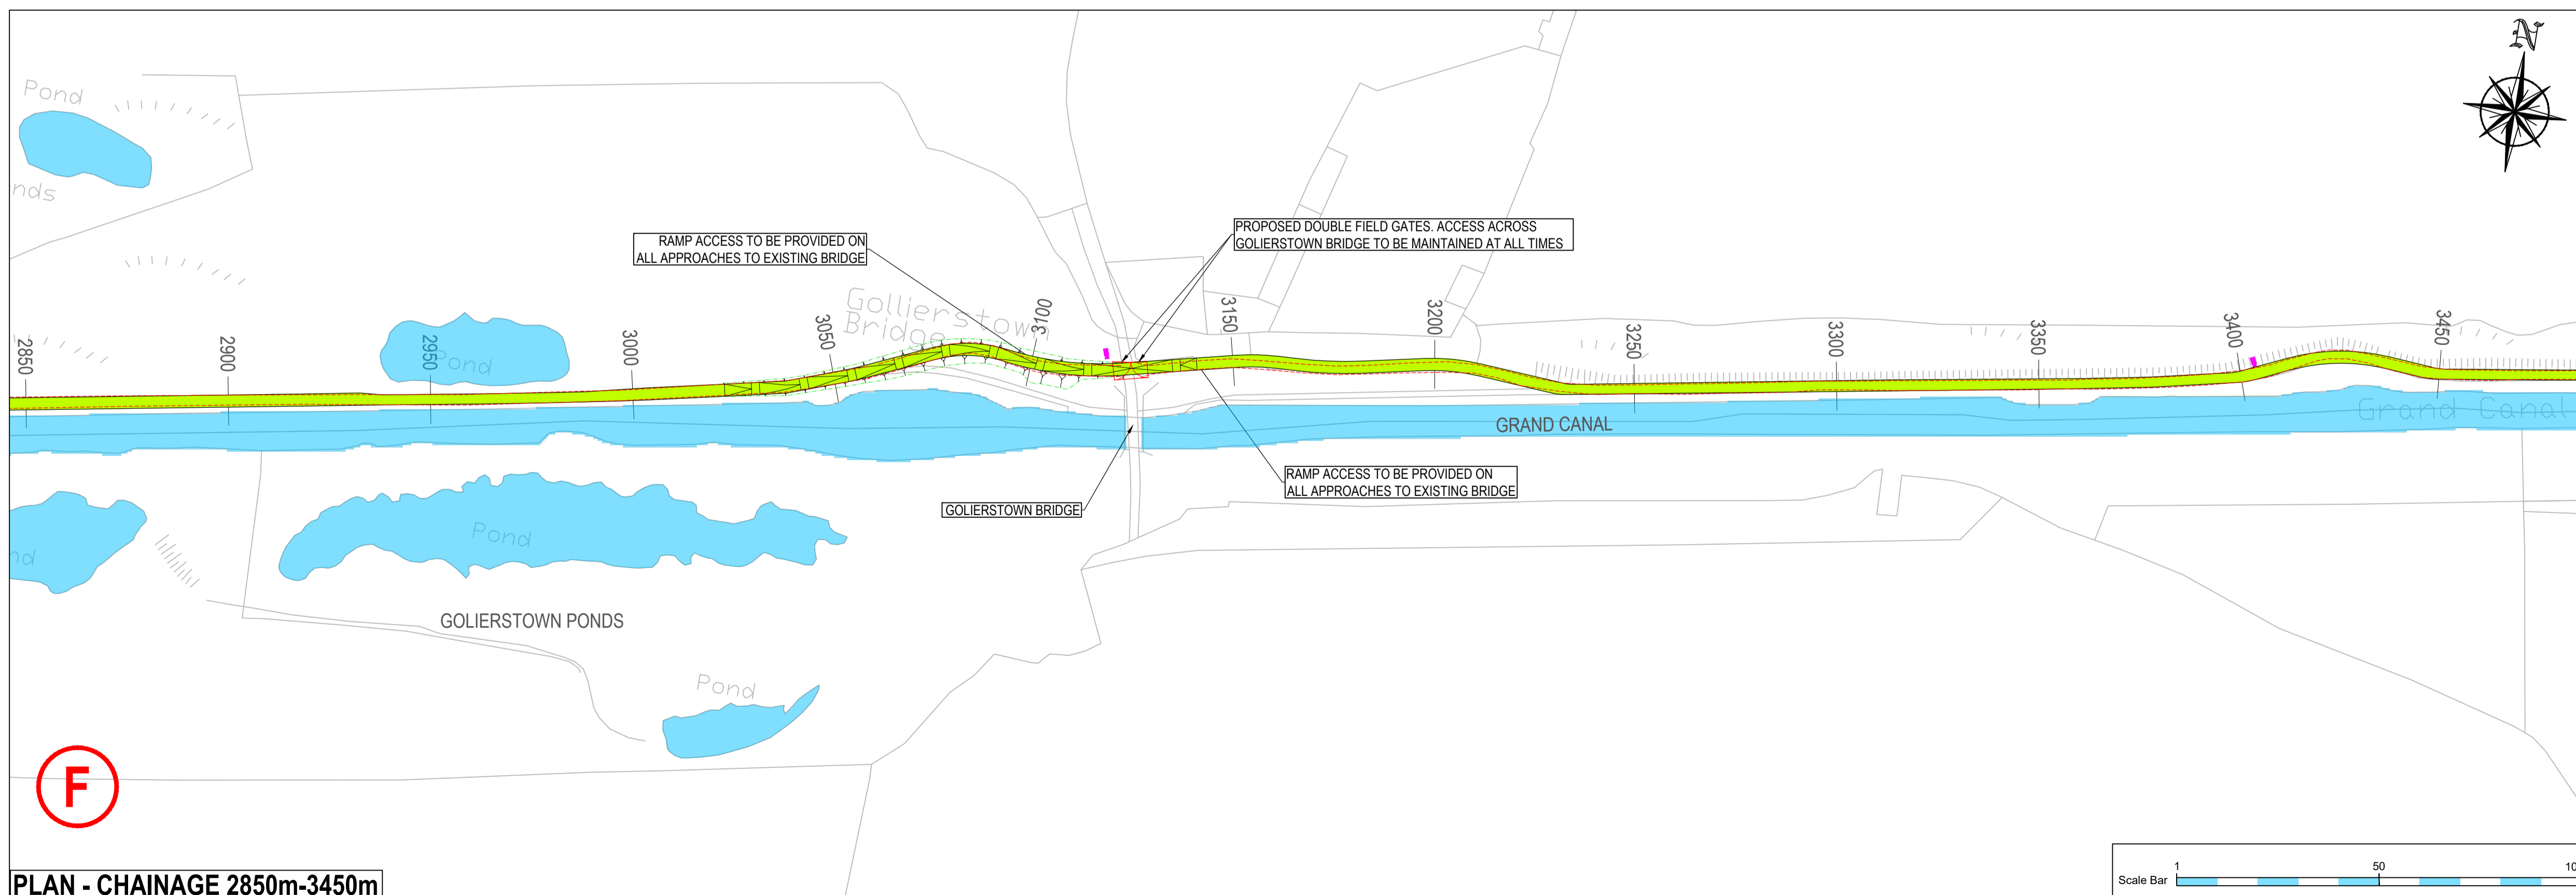 N
Pond
nds
RAMP ACCESS TO BE PROVIDED ON
ALL APPROACHES TO EXISTING BRIDGE
PROPOSED DOUBLE FIELD GATES. ACCESS ACROSS
GOLIERSTOWN BRIDGE TO BE MAINTAINED AT ALL TIMES
Gollierstown
Bridge
2850
2900
2950
3000
3050
3100
3150
3200
3250
3300
3350
3400
3450
Pond
GRAND CANAL
Grand Canal
RAMP ACCESS TO BE PROVIDED ON
ALL APPROACHES TO EXISTING BRIDGE
GOLIERSTOWN BRIDGE
Pond
nd
GOLIERSTOWN PONDS
Pond
F
PLAN - CHAINAGE 2850m-3450m
Scale Bar
1
50
10